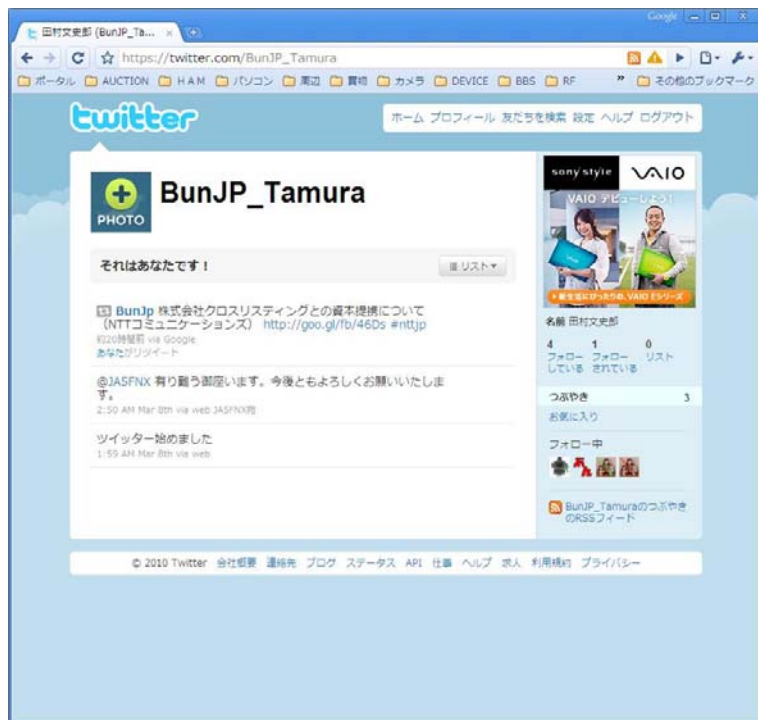 Google
田村文史郎 (BunJP_Ta...
https://twitter.com/BunJP_Tamura
ポータル AUCTION HAM パソコン 周辺 買物 カメラ DEVICE BBS RF » その他のブックマーク
twitter
ホーム プロフィール 友だちを検索 設定 ヘルプ ログアウト
PHOTO
BunJP_Tamura
それはあなたです！
リスト▼
BunJp 株式会社クロスリスティングとの資本提携について
（NTTコミュニケーションズ） http://goo.gl/fb/46Ds #nttjp
約20時間前 via Google
あなたがリツイート
@JASFNX 有り難う御座います。今後ともよろしくお願いいたしま
す。
2:50 AM Mar 8th via web JASFNX宛
ツイッター始めました
1:59 AM Mar 8th via web
sony style VAIO
VAIO デビューしよう！
新生活にぴったりの、VAIO Eシリーズ
名前 田村文史郎
4 1 0
フォロー フォロー リスト
している されている
つぶやき 3
お気に入り
フォロー中
BunJP_Tamuraのつぶやき
のRSSフィード
© 2010 Twitter 会社概要 連絡先 ブログ ステータス API 仕事 ヘルプ 求人 利用規約 プライバシー